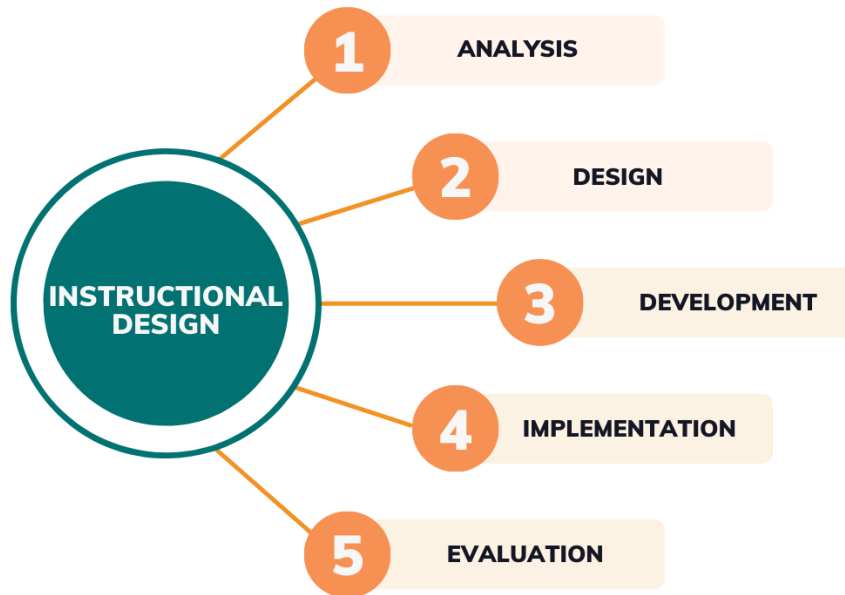 1
ANALYSIS
2
DESIGN
INSTRUCTIONAL
DESIGN
3
DEVELOPMENT
4
IMPLEMENTATION
5
EVALUATION